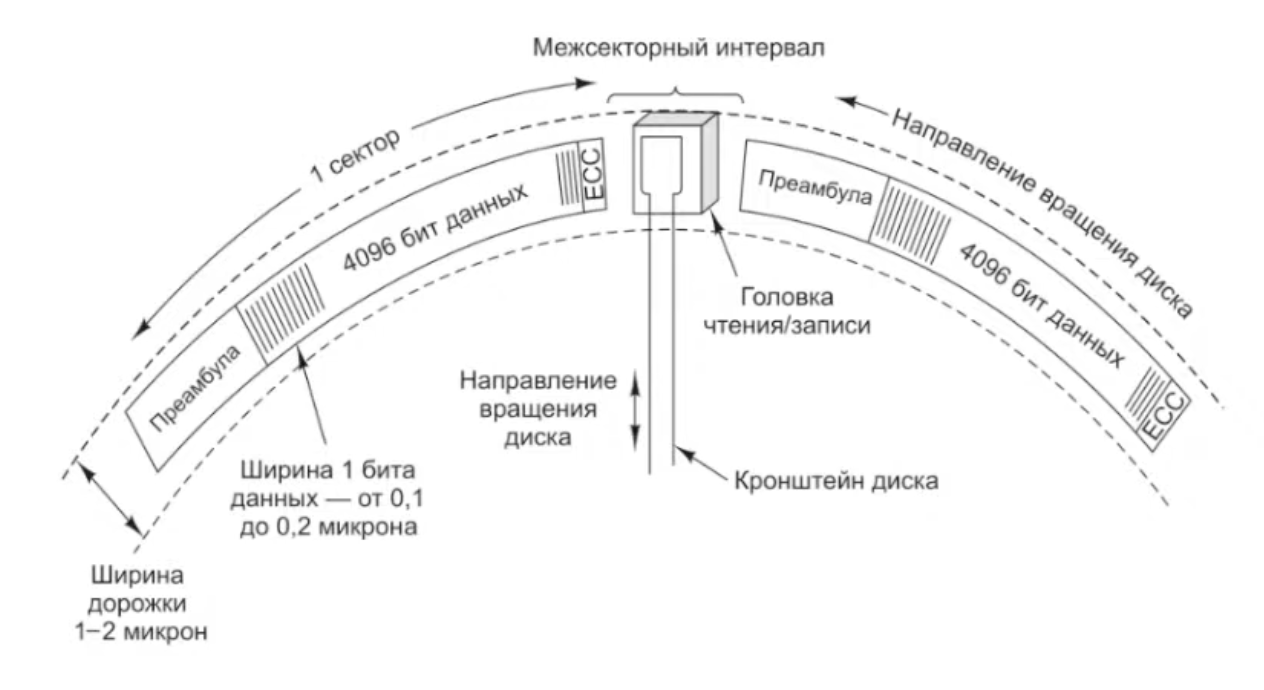 Межсекторный интервал
Направление вращения диска
1 сектор
ECC
4096 бит данных
Преамбула
Преамбула
4096 бит данных
ECC
Головка
чтения/записи
Направление
вращения
диска
Кронштейн диска
Ширина 1 бита
данных — от 0,1
до 0,2 микрона
Ширина
дорожки
1–2 микрон